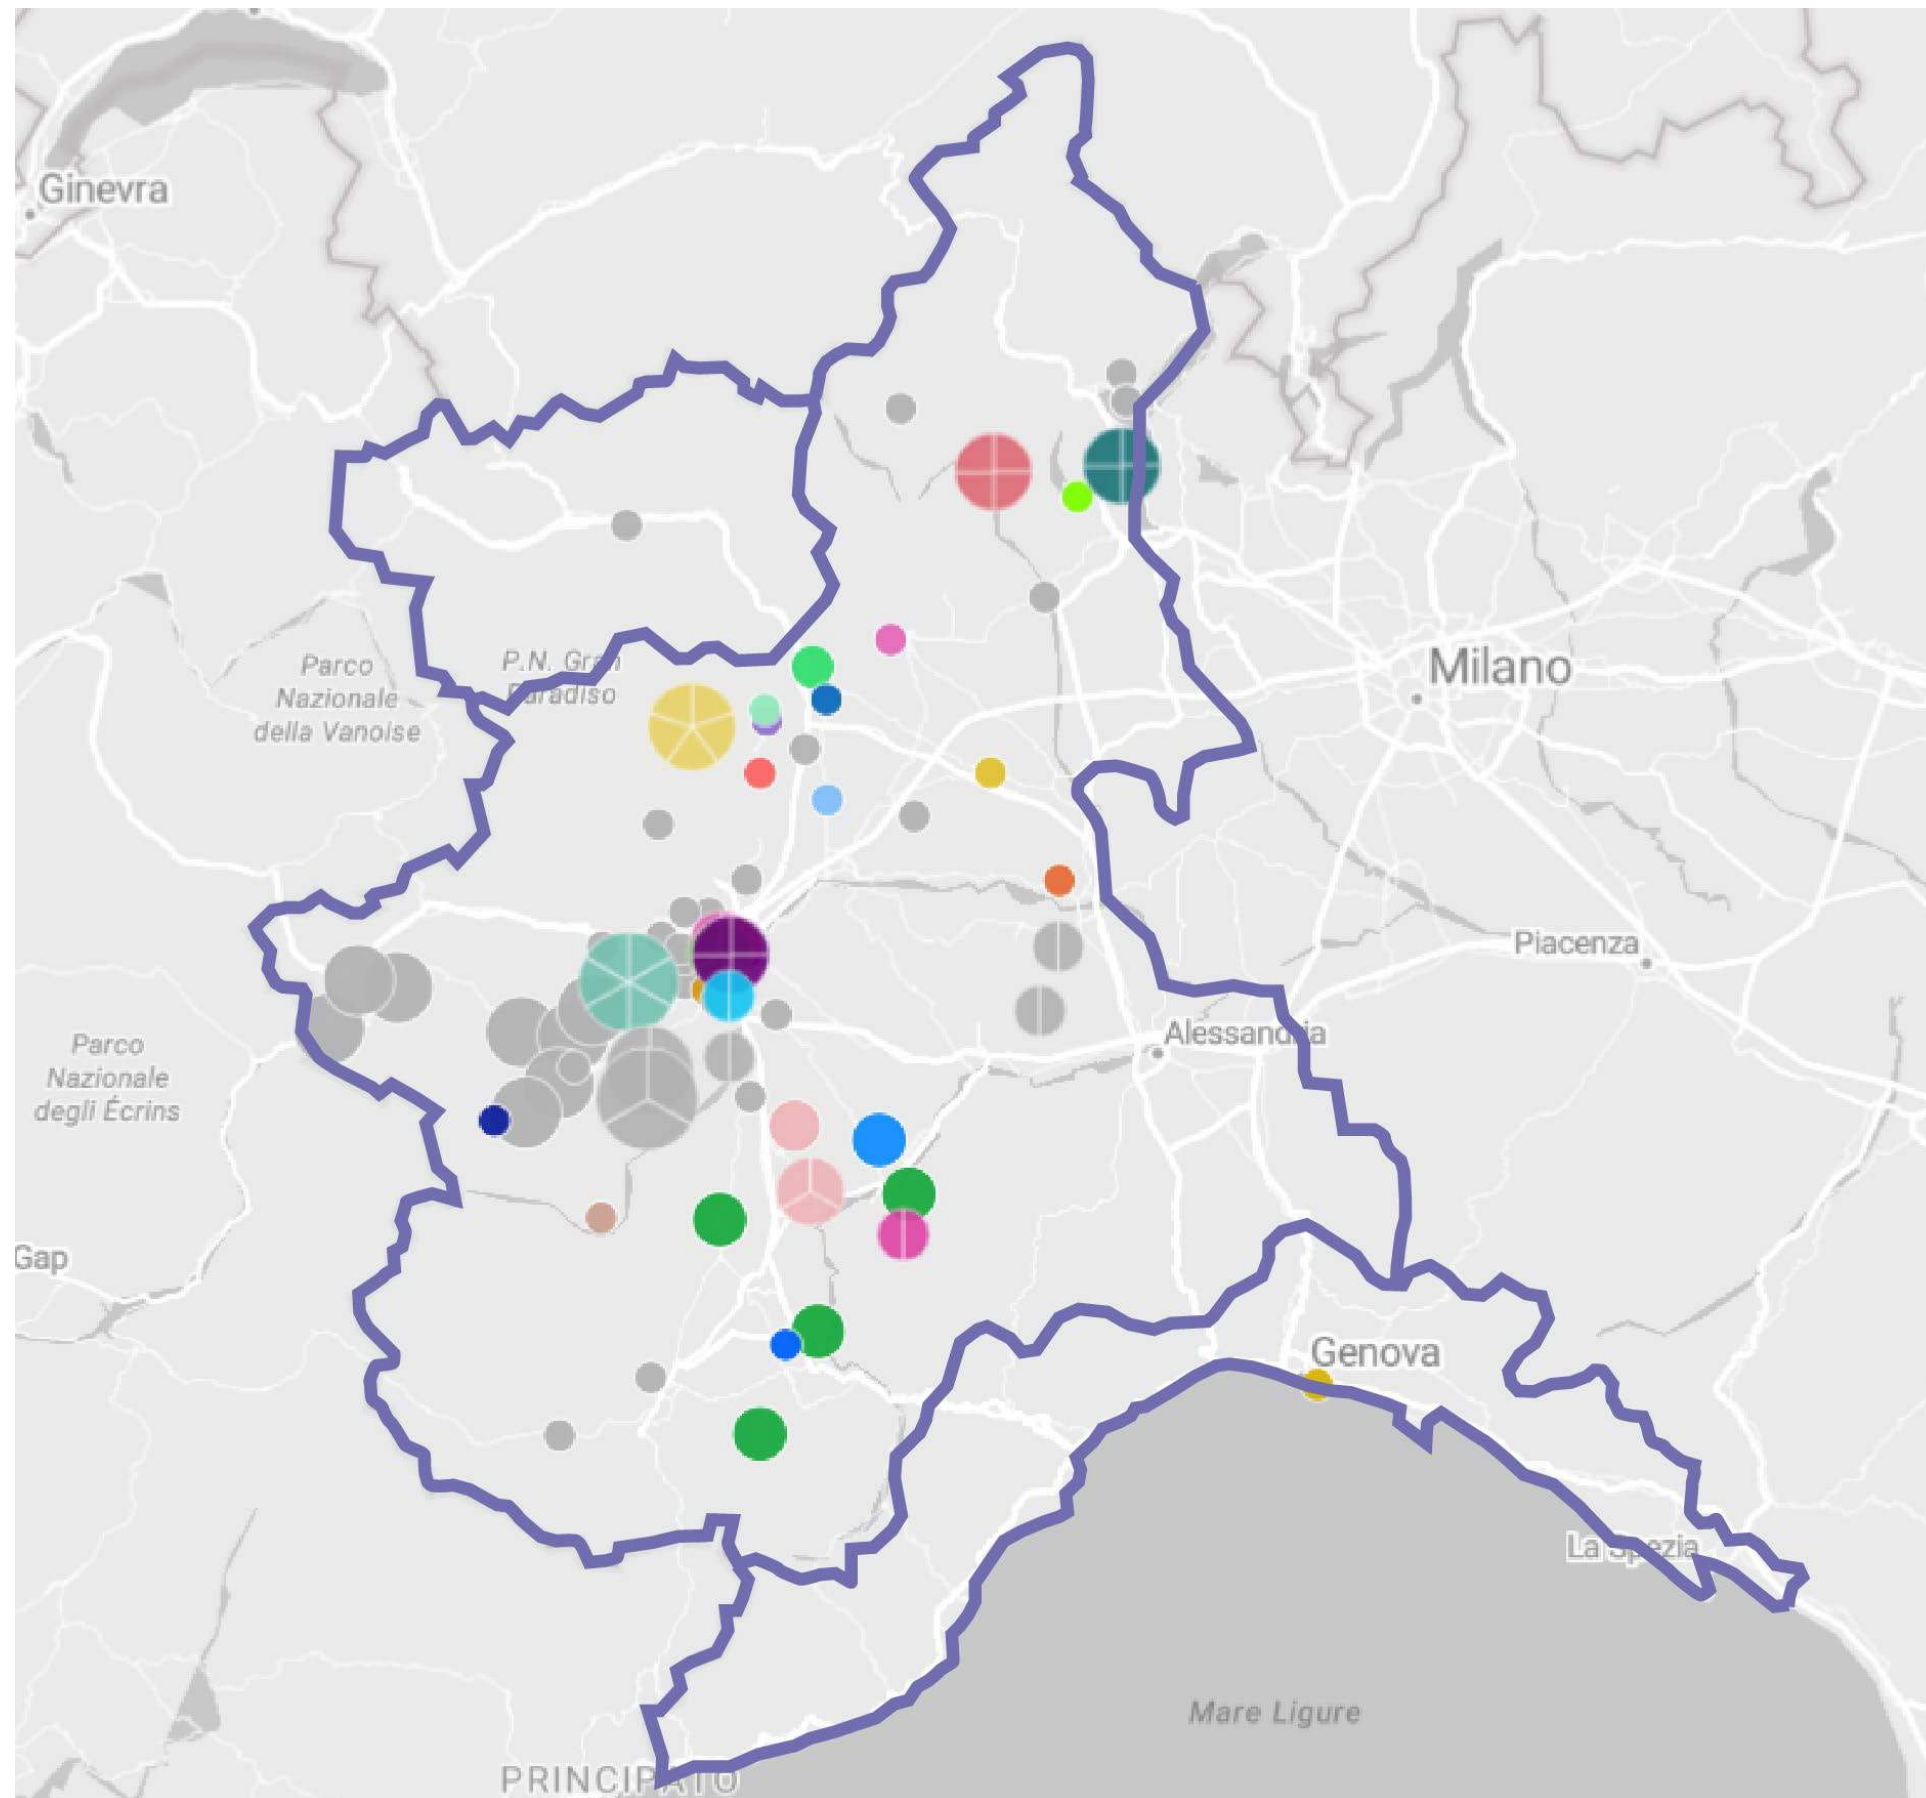 Ginevra
Parco
Nazionale
della Vanoise
P.N. Gran
Paradiso
Milano
Piacenza
Alessandria
Parco
Nazionale
degli Écrins
Gap
Genova
La Spezia
Mare Ligure
PRINCIPATO